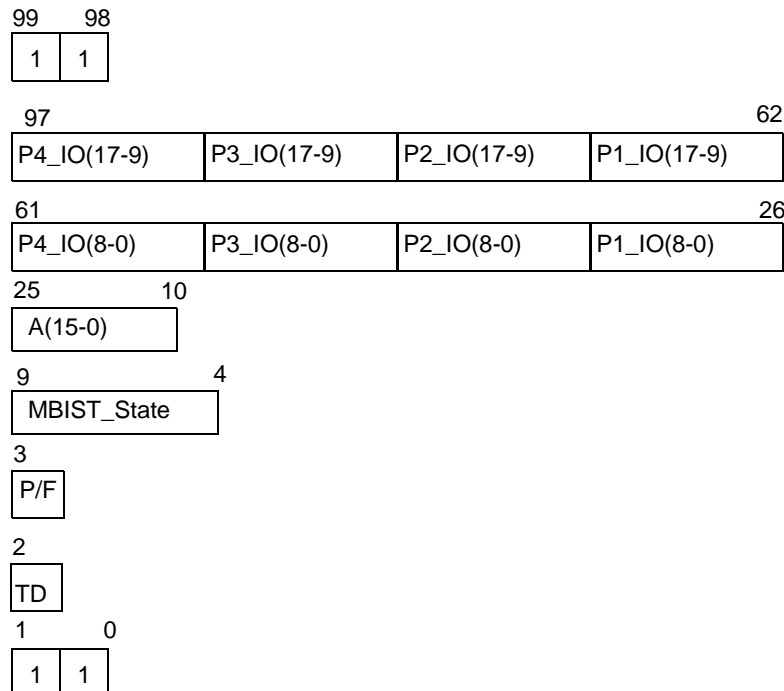 99 98
1 1
97 62
P4_IO(17-9) P3_IO(17-9) P2_IO(17-9) P1_IO(17-9)
61 26
P4_IO(8-0) P3_IO(8-0) P2_IO(8-0) P1_IO(8-0)
25 10
A(15-0)
9 4
MBIST_State
3
P/F
2
TD
1 0
1 1